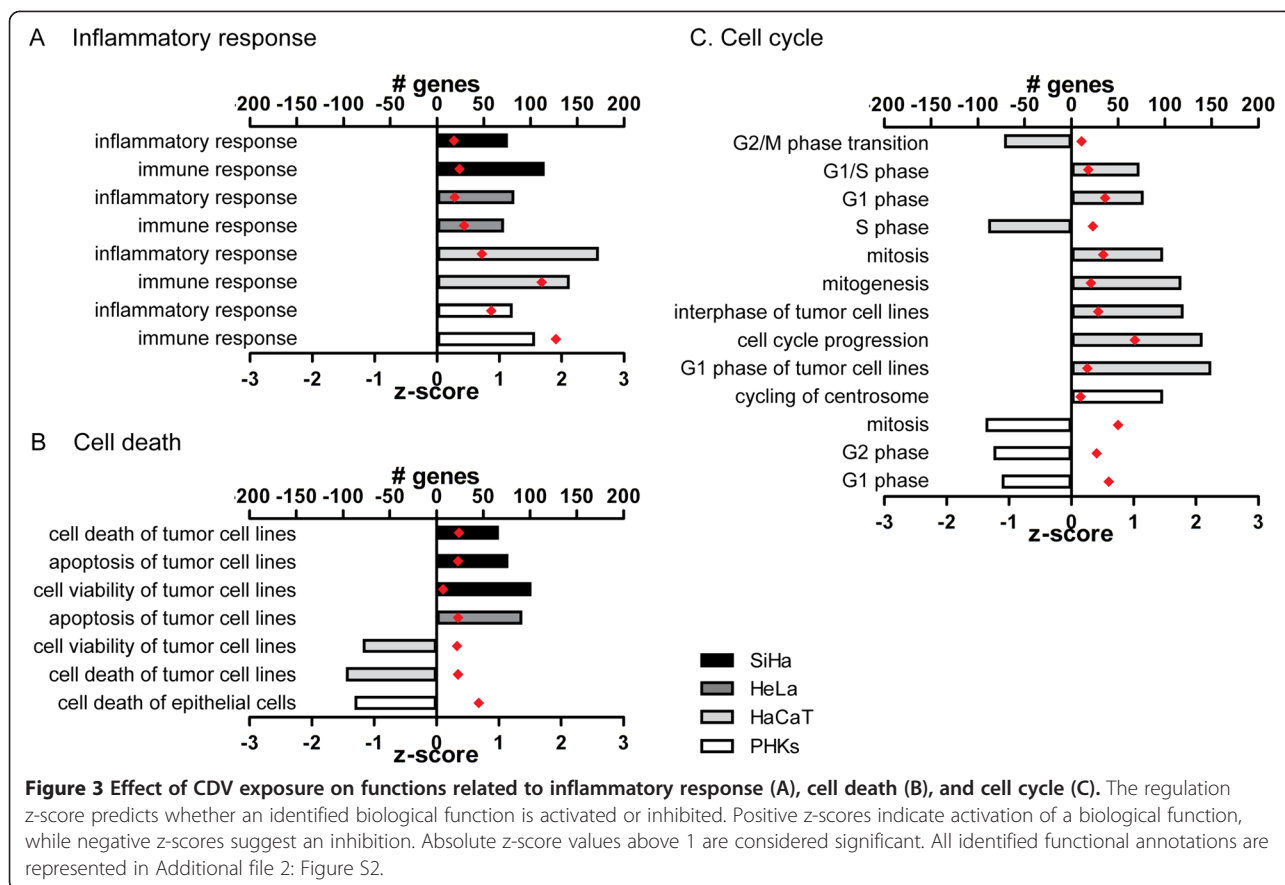 A Inflammatory response
# genes
-200 -150 -100 -50 0 50 100 150 200
inflammatory response
immune response
inflammatory response
immune response
inflammatory response
immune response
inflammatory response
immune response
-3 -2 -1 0 1 2 3
z-score
B Cell death
# genes
-200 -150 -100 -50 0 50 100 150 200
cell death of tumor cell lines
apoptosis of tumor cell lines
cell viability of tumor cell lines
apoptosis of tumor cell lines
cell viability of tumor cell lines
cell death of tumor cell lines
cell death of epithelial cells
-3 -2 -1 0 1 2 3
z-score
C. Cell cycle
# genes
-200 -150 -100 -50 0 50 100 150 200
G2/M phase transition
G1/S phase
G1 phase
S phase
mitosis
mitogenesis
interphase of tumor cell lines
cell cycle progression
G1 phase of tumor cell lines
cycling of centrosome
mitosis
G2 phase
G1 phase
-3 -2 -1 0 1 2 3
z-score
SiHa
HeLa
HaCaT
PHKs
Figure 3 Effect of CDV exposure on functions related to inflammatory response (A), cell death (B), and cell cycle (C). The regulation
z-score predicts whether an identified biological function is activated or inhibited. Positive z-scores indicate activation of a biological function,
while negative z-scores suggest an inhibition. Absolute z-score values above 1 are considered significant. All identified functional annotations are
represented in Additional file 2: Figure S2.